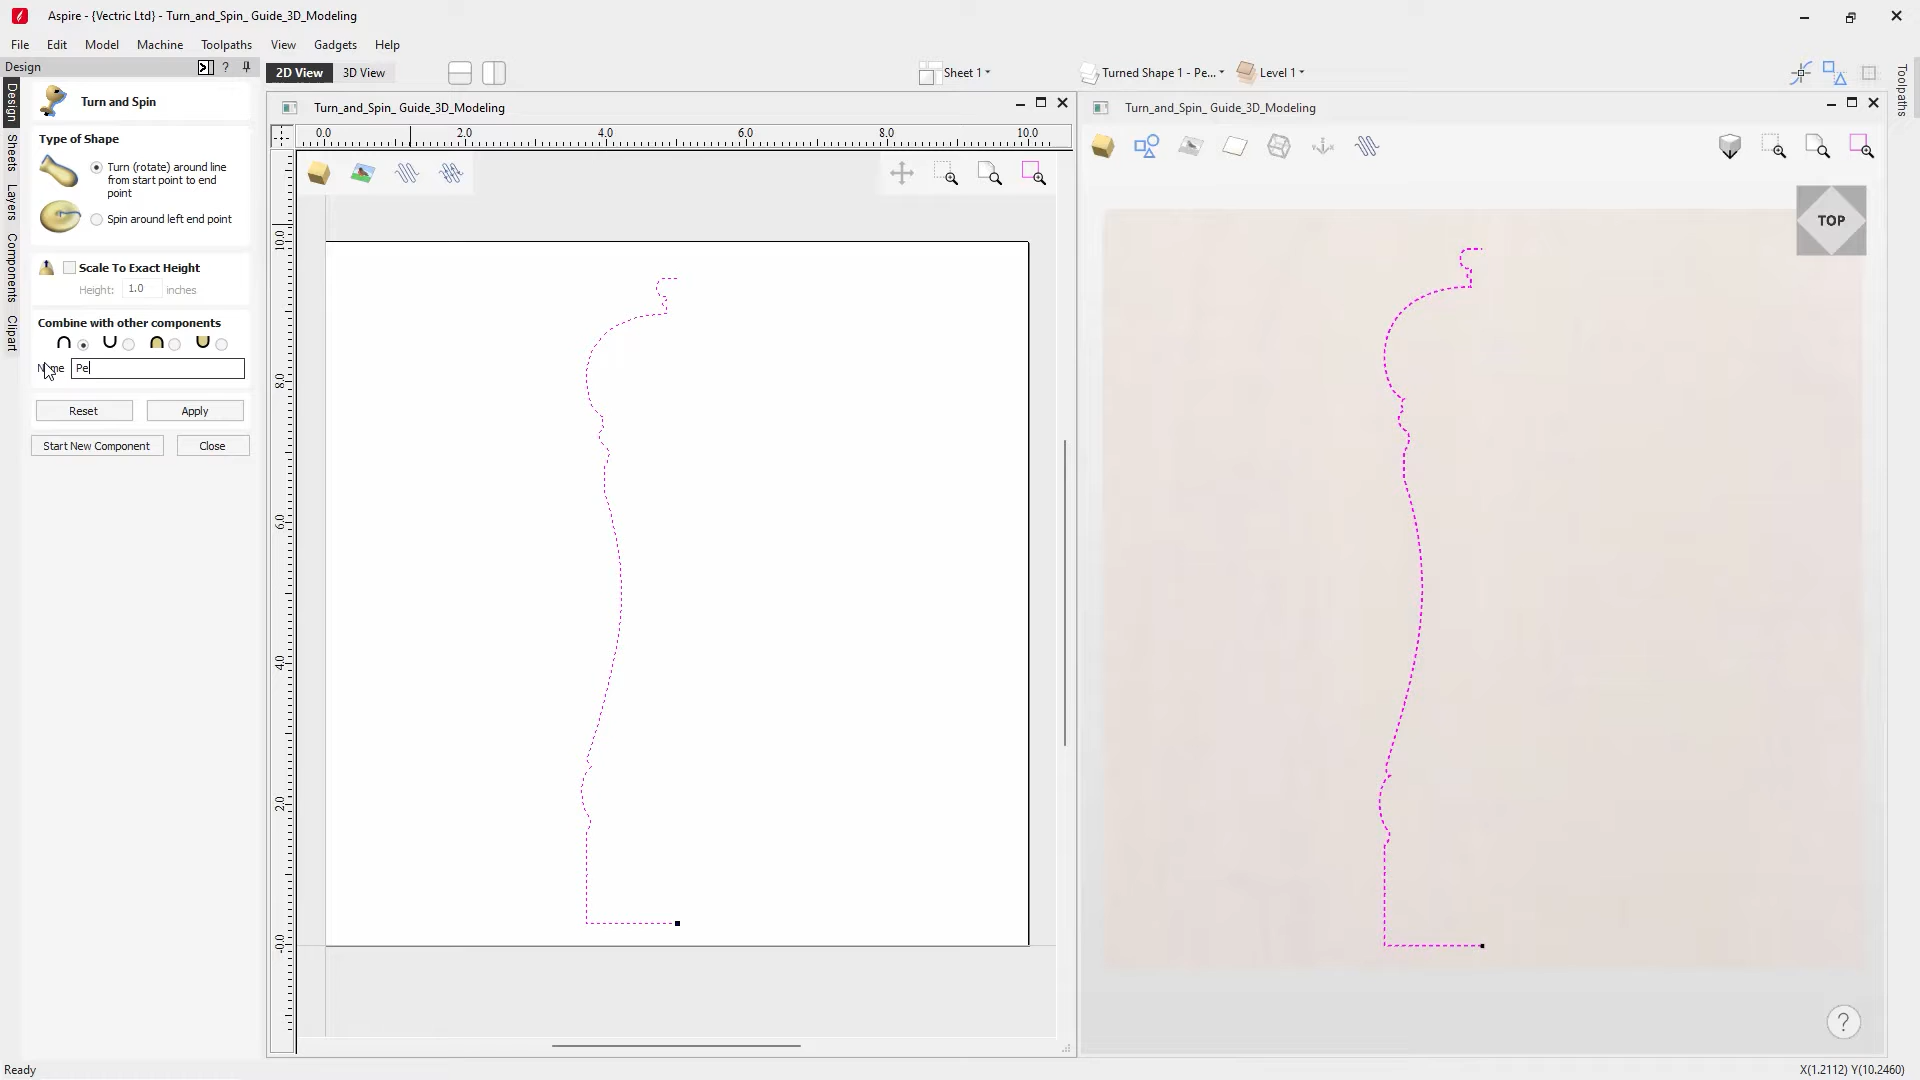 Aspire - {Vectric Ltd} - Turn_and_Spin_ Guide_3D_Modeling
File Edit Model Machine Toolpaths View Gadgets Help
Design
2D View 3D View
Sheet 1
Turned Shape 1 - Pe...
Level 1
Toolpaths
Design
Sheets
Layers
Components
Clipart
Turn and Spin
Type of Shape
Turn (rotate) around line
from start point to end
point
Spin around left end point
Scale To Exact Height
Height: 1.0 inches
Combine with other components
Name Pe
Reset Apply
Start New Component Close
Turn_and_Spin_ Guide_3D_Modeling
0.0 2.0 4.0 6.0 8.0 10.0
10.0
8.0
6.0
4.0
2.0
-0.0
Turn_and_Spin_ Guide_3D_Modeling
TOP
?
Ready
X(1.2112) Y(10.2460)